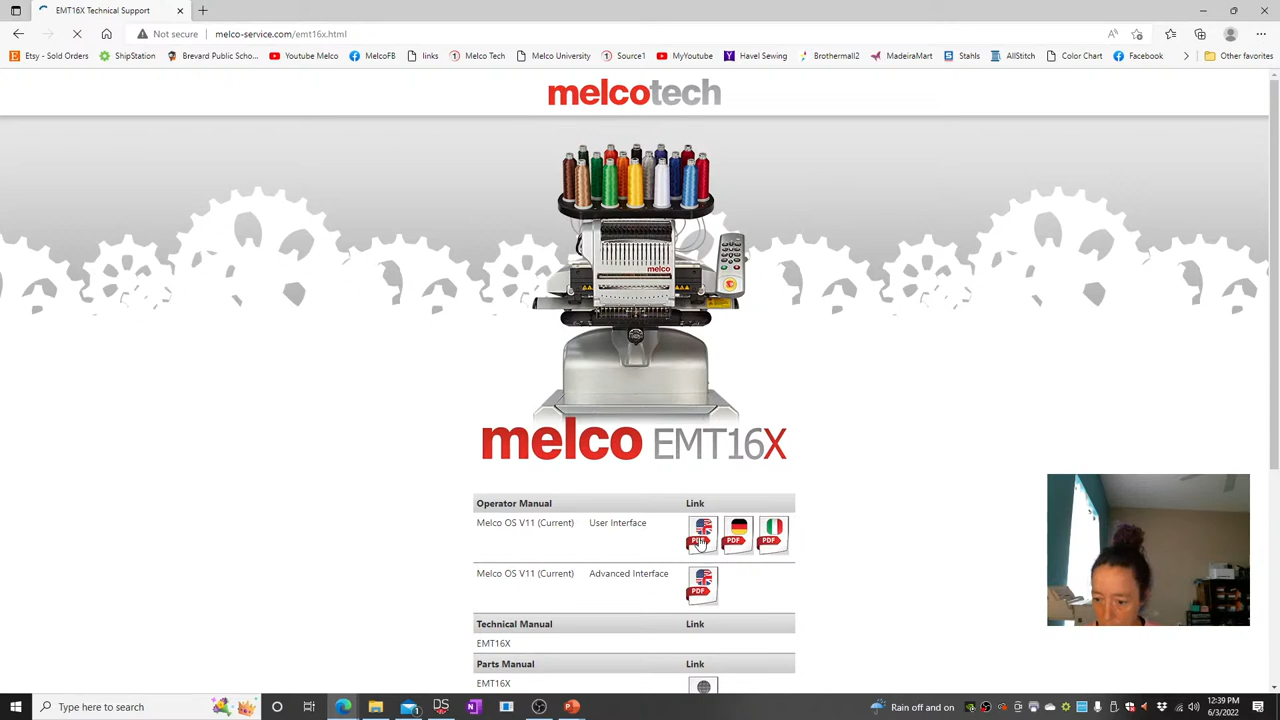 EMT16X Technical Support
Not secure | melco-service.com/emt16x.html
Etsy - Sold Orders ShipStation Brevard Public Scho... Youtube Melco MelcoFB links Melco Tech Melco University Source1 MyYoutube Havel Sewing Brothermall2 MadeiraMart Stahls AllStitch Color Chart Facebook Other favorites
melcotech
melco
melco EMT16X
Operator Manual Link
Melco OS V11 (Current) User Interface PDF PDF PDF
Melco OS V11 (Current) Advanced Interface PDF
Technical Manual Link
EMT16X
Parts Manual Link
EMT16X
Type here to search
Rain off and on
12:39 PM
6/3/2022